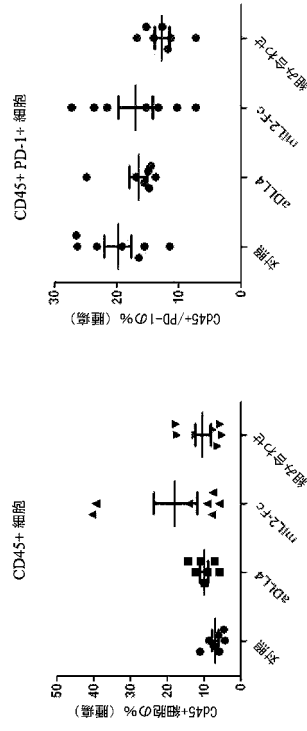 CD45+ 細胞
Cd45+細胞の%(腫瘍)
50
40
30
20
10
0
対照
aDLL4
mIL2-Fc
組み合わせ
CD45+ PD-1+ 細胞
Cd45+/PD-1の%(腫瘍)
30
20
10
0
対照
aDLL4
mIL2-Fc
組み合わせ